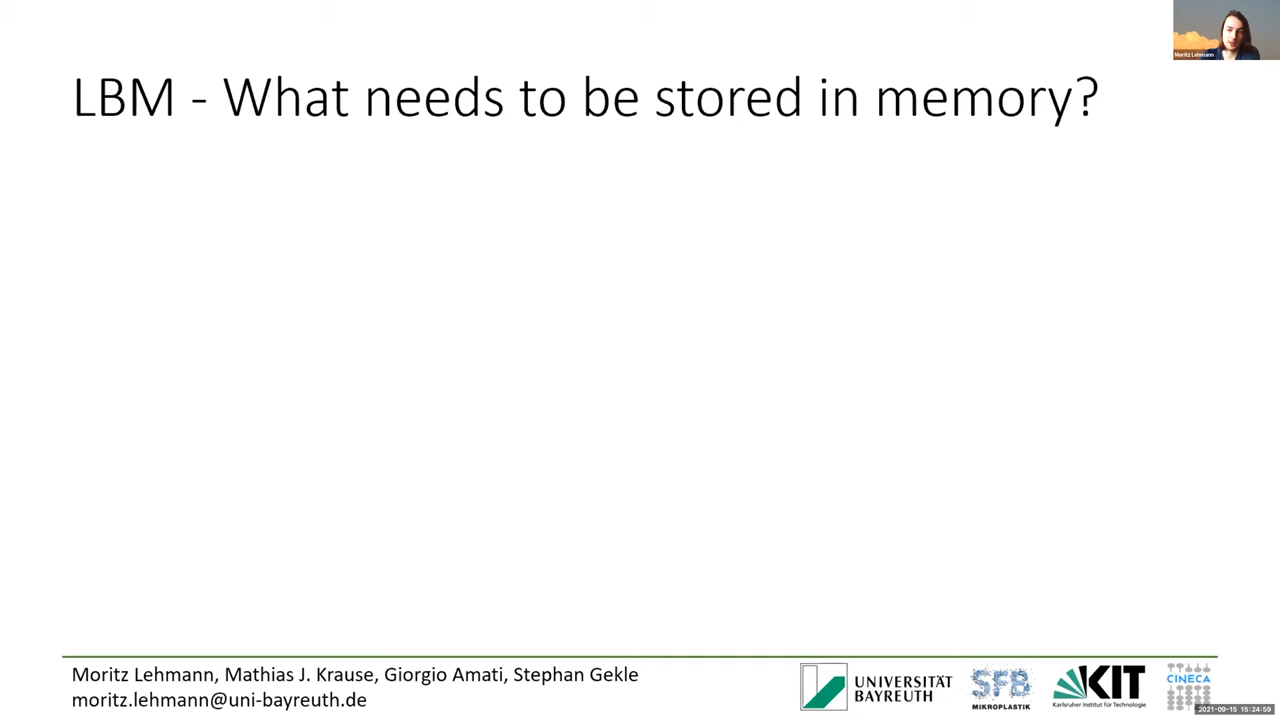 Moritz Lehmann
LBM - What needs to be stored in memory?
Moritz Lehmann, Mathias J. Krause, Giorgio Amati, Stephan Gekle
moritz.lehmann@uni-bayreuth.de
UNIVERSITÄT
BAYREUTH
SFB
MIKROPLASTIK
KIT
Karlsruher Institut für Technologie
CINECA
2021-09-15 15:24:59